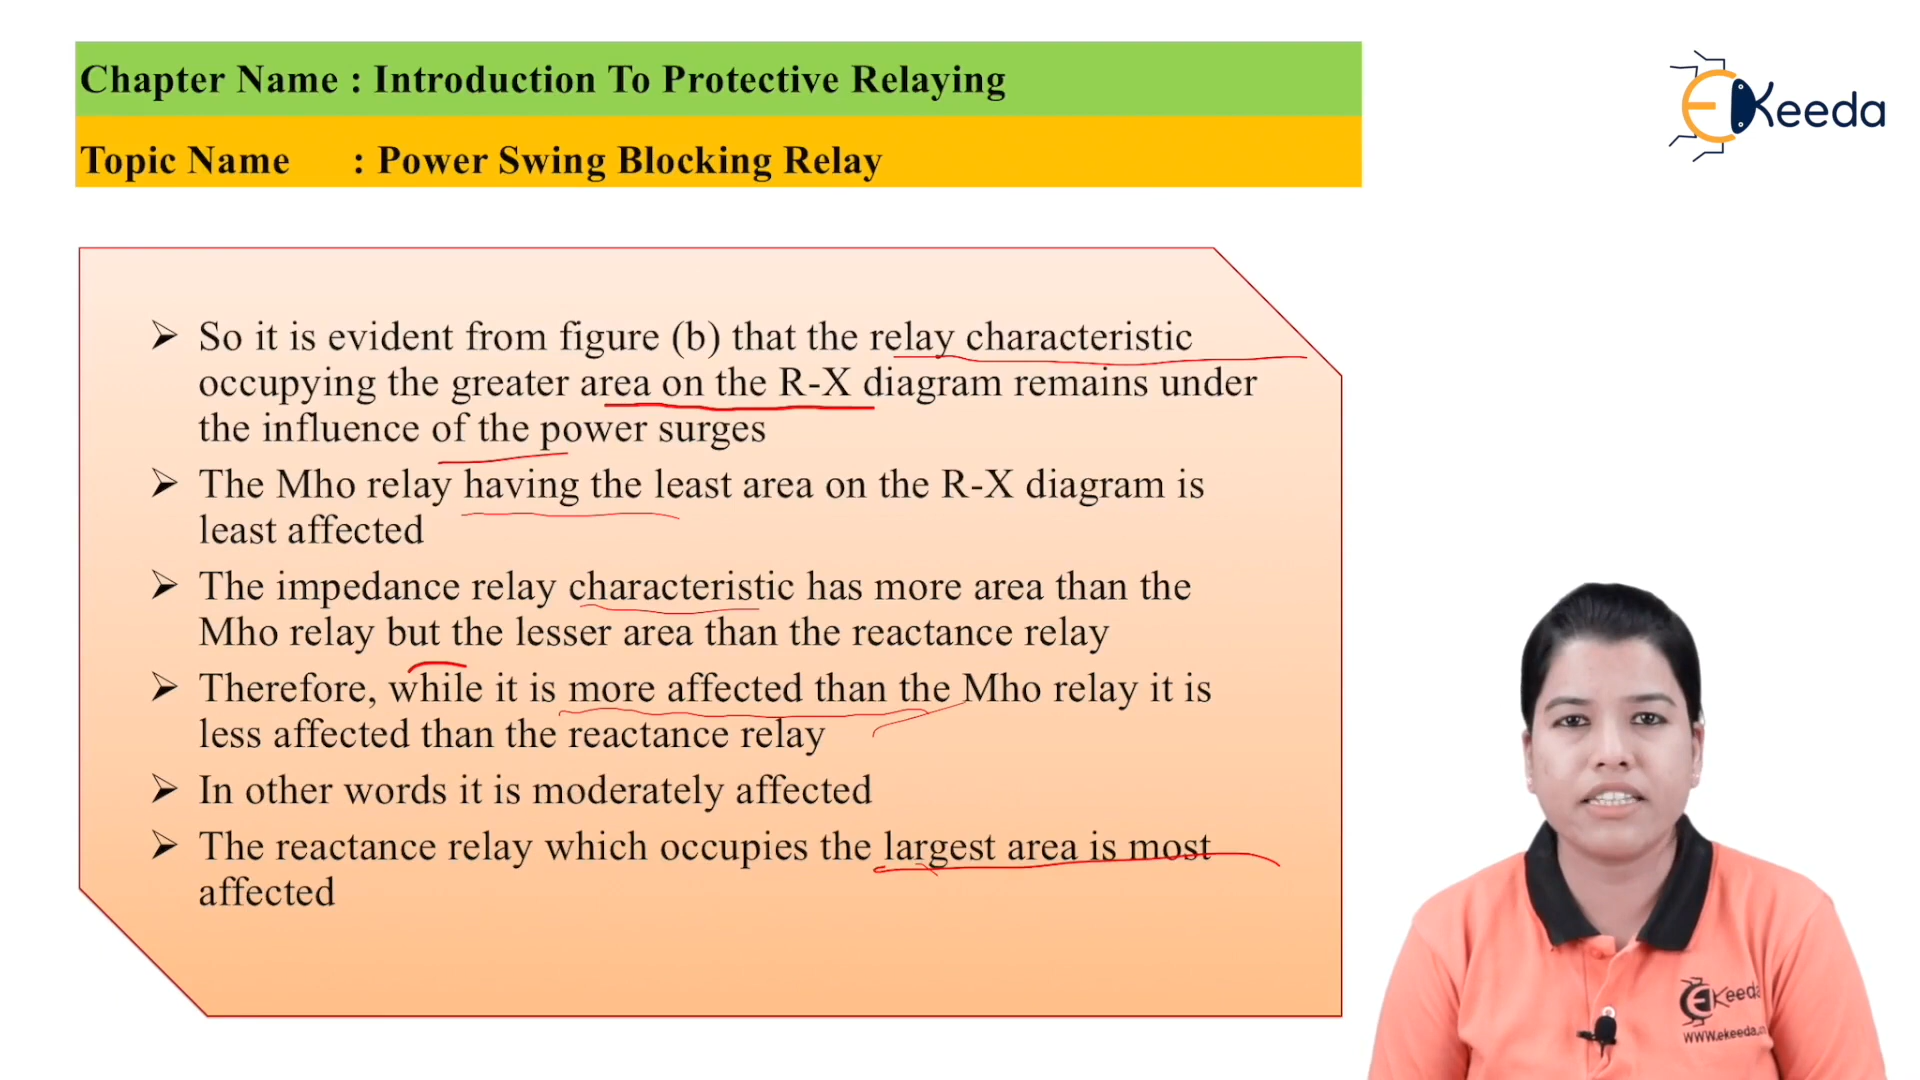 Chapter Name : Introduction To Protective Relaying
Topic Name : Power Swing Blocking Relay
EKeeda
➢ So it is evident from figure (b) that the relay characteristic
occupying the greater area on the R-X diagram remains under
the influence of the power surges
➢ The Mho relay having the least area on the R-X diagram is
least affected
➢ The impedance relay characteristic has more area than the
Mho relay but the lesser area than the reactance relay
➢ Therefore, while it is more affected than the Mho relay it is
less affected than the reactance relay
➢ In other words it is moderately affected
➢ The reactance relay which occupies the largest area is most
affected
EKeeda